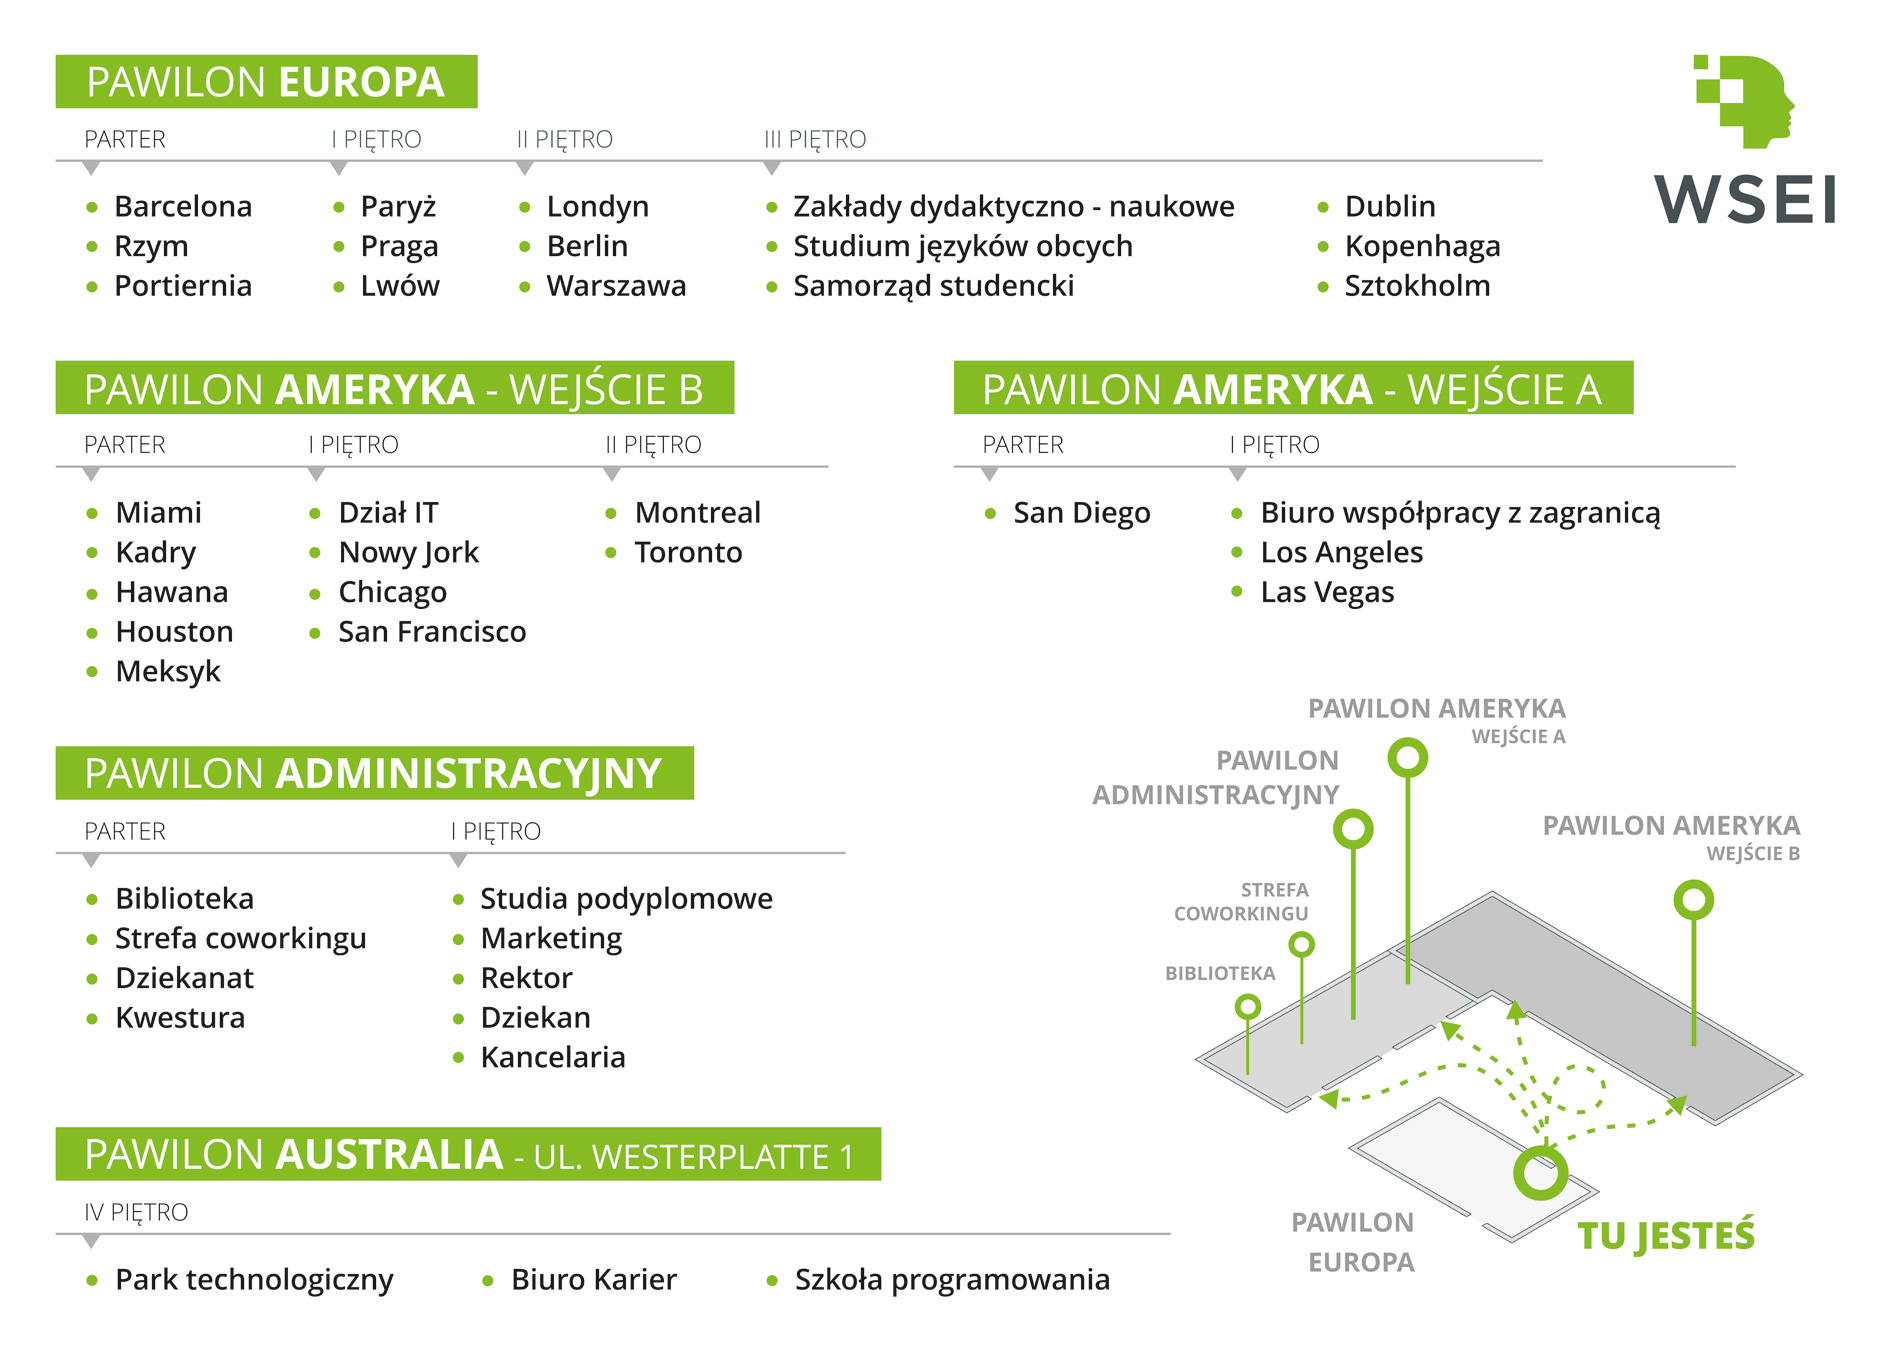 PAWILON EUROPA
WSEI
PARTER
Barcelona
Rzym
Portiernia
I PIĘTRO
Paryż
Praga
Lwów
II PIĘTRO
Londyn
Berlin
Warszawa
III PIĘTRO
Zakłady dydaktyczno - naukowe
Studium języków obcych
Samorząd studencki
Dublin
Kopenhaga
Sztokholm
PAWILON AMERYKA - WEJŚCIE B
PARTER
Miami
Kadry
Hawana
Houston
Meksyk
I PIĘTRO
Dział IT
Nowy Jork
Chicago
San Francisco
II PIĘTRO
Montreal
Toronto
PAWILON AMERYKA - WEJŚCIE A
PARTER
San Diego
I PIĘTRO
Biuro współpracy z zagranicą
Los Angeles
Las Vegas
PAWILON ADMINISTRACYJNY
PARTER
Biblioteka
Strefa coworkingu
Dziekanat
Kwestura
I PIĘTRO
Studia podyplomowe
Marketing
Rektor
Dziekan
Kancelaria
PAWILON AUSTRALIA - UL. WESTERPLATTE 1
IV PIĘTRO
Park technologiczny
Biuro Karier
Szkoła programowania
PAWILON AMERYKA
WEJŚCIE A
PAWILON
ADMINISTRACYJNY
PAWILON AMERYKA
WEJŚCIE B
STREFA
COWORKINGU
BIBLIOTEKA
PAWILON
EUROPA
TU JESTEŚ